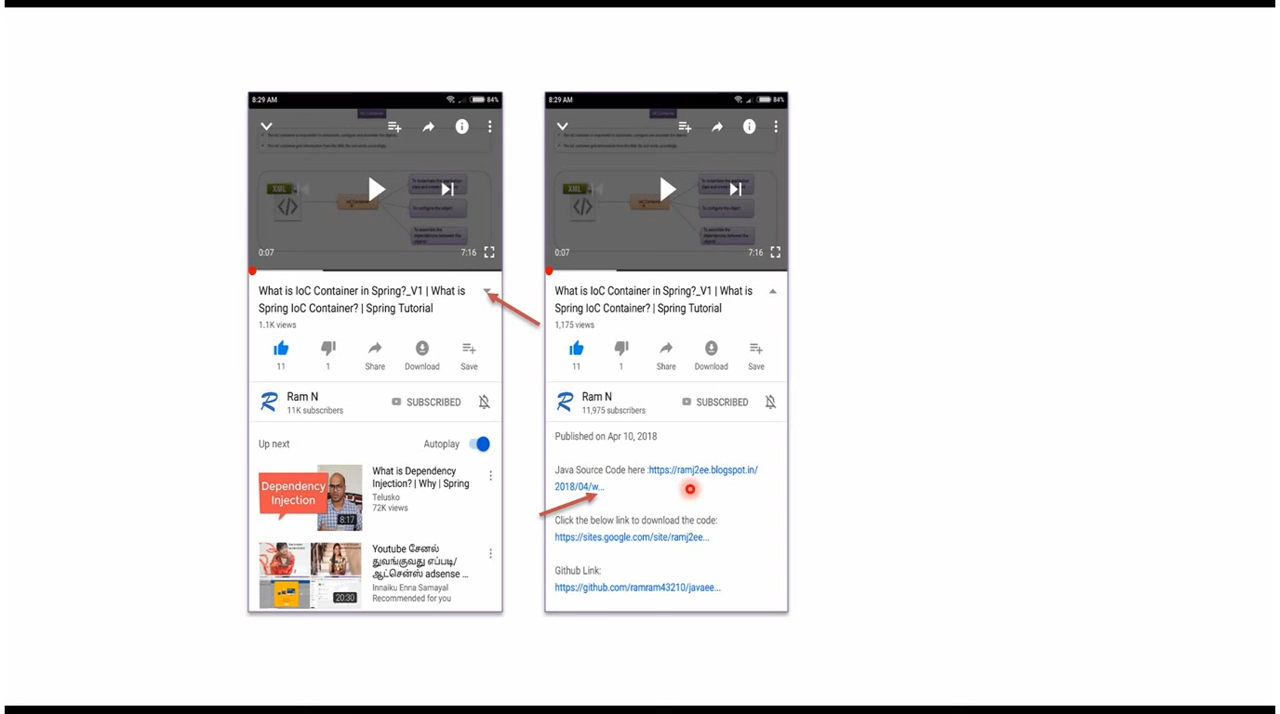 8:29 AM
84%
XML
0:07
7:16
What is IoC Container in Spring?_V1 | What is
Spring IoC Container? | Spring Tutorial
1.1K views
11
1
Share
Download
Save
Ram N
11K subscribers
SUBSCRIBED
Up next
Autoplay
Dependency
Injection
8:17
What is Dependency
Injection? | Why | Spring
Telusko
72K views
Youtube சேனல்
துவங்குவது எப்படி/
ஆட்சென்ஸ் adsense ...
Innaiku Enna Samayal
Recommended for you
20:30
8:29 AM
84%
XML
0:07
7:16
What is IoC Container in Spring?_V1 | What is
Spring IoC Container? | Spring Tutorial
1,175 views
11
1
Share
Download
Save
Ram N
11,975 subscribers
SUBSCRIBED
Published on Apr 10, 2018
Java Source Code here :https://ramj2ee.blogspot.in/
2018/04/w...
Click the below link to download the code:
https://sites.google.com/site/ramj2ee...
Github Link:
https://github.com/ramram43210/javaee...